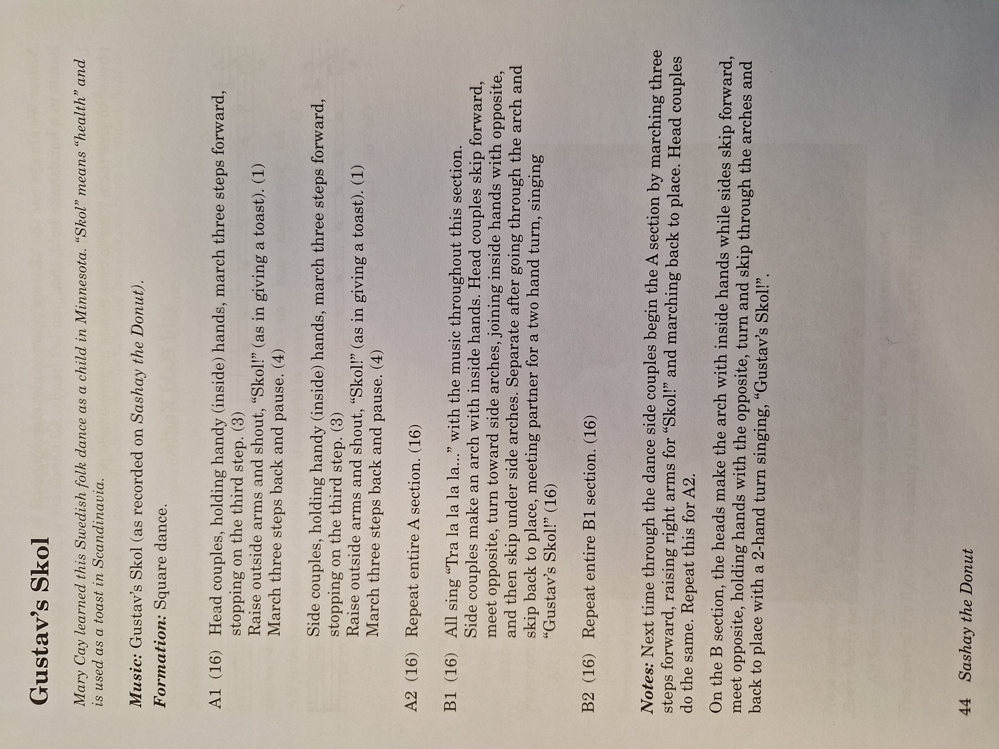 Gustav’s Skol
Mary Cay learned this Swedish folk dance as a child in Minnesota. “Skol” means “health” and
is used as a toast in Scandinavia.
Music: Gustav’s Skol (as recorded on Sashay the Donut).
Formation: Square dance.
A1 (16) Head couples, holding handy (inside) hands, march three steps forward,
stopping on the third step. (3)
Raise outside arms and shout, “Skol!” (as in giving a toast). (1)
March three steps back and pause. (4)
Side couples, holding handy (inside) hands, march three steps forward,
stopping on the third step. (3)
Raise outside arms and shout, “Skol!” (as in giving a toast). (1)
March three steps back and pause. (4)
A2 (16) Repeat entire A section. (16)
B1 (16) All sing “Tra la la la la...” with the music throughout this section.
Side couples make an arch with inside hands. Head couples skip forward,
meet opposite, turn toward side arches, joining inside hands with opposite,
and then skip under side arches. Separate after going through the arch and
skip back to place, meeting partner for a two hand turn, singing
“Gustav’s Skol!” (16)
B2 (16) Repeat entire B1 section. (16)
Notes: Next time through the dance side couples begin the A section by marching three
steps forward, raising right arms for “Skol!” and marching back to place. Head couples
do the same. Repeat this for A2.
On the B section, the heads make the arch with inside hands while sides skip forward,
meet opposite, holding hands with the opposite, turn and skip through the arches and
back to place with a 2-hand turn singing, “Gustav’s Skol!”.
44 Sashay the Donut